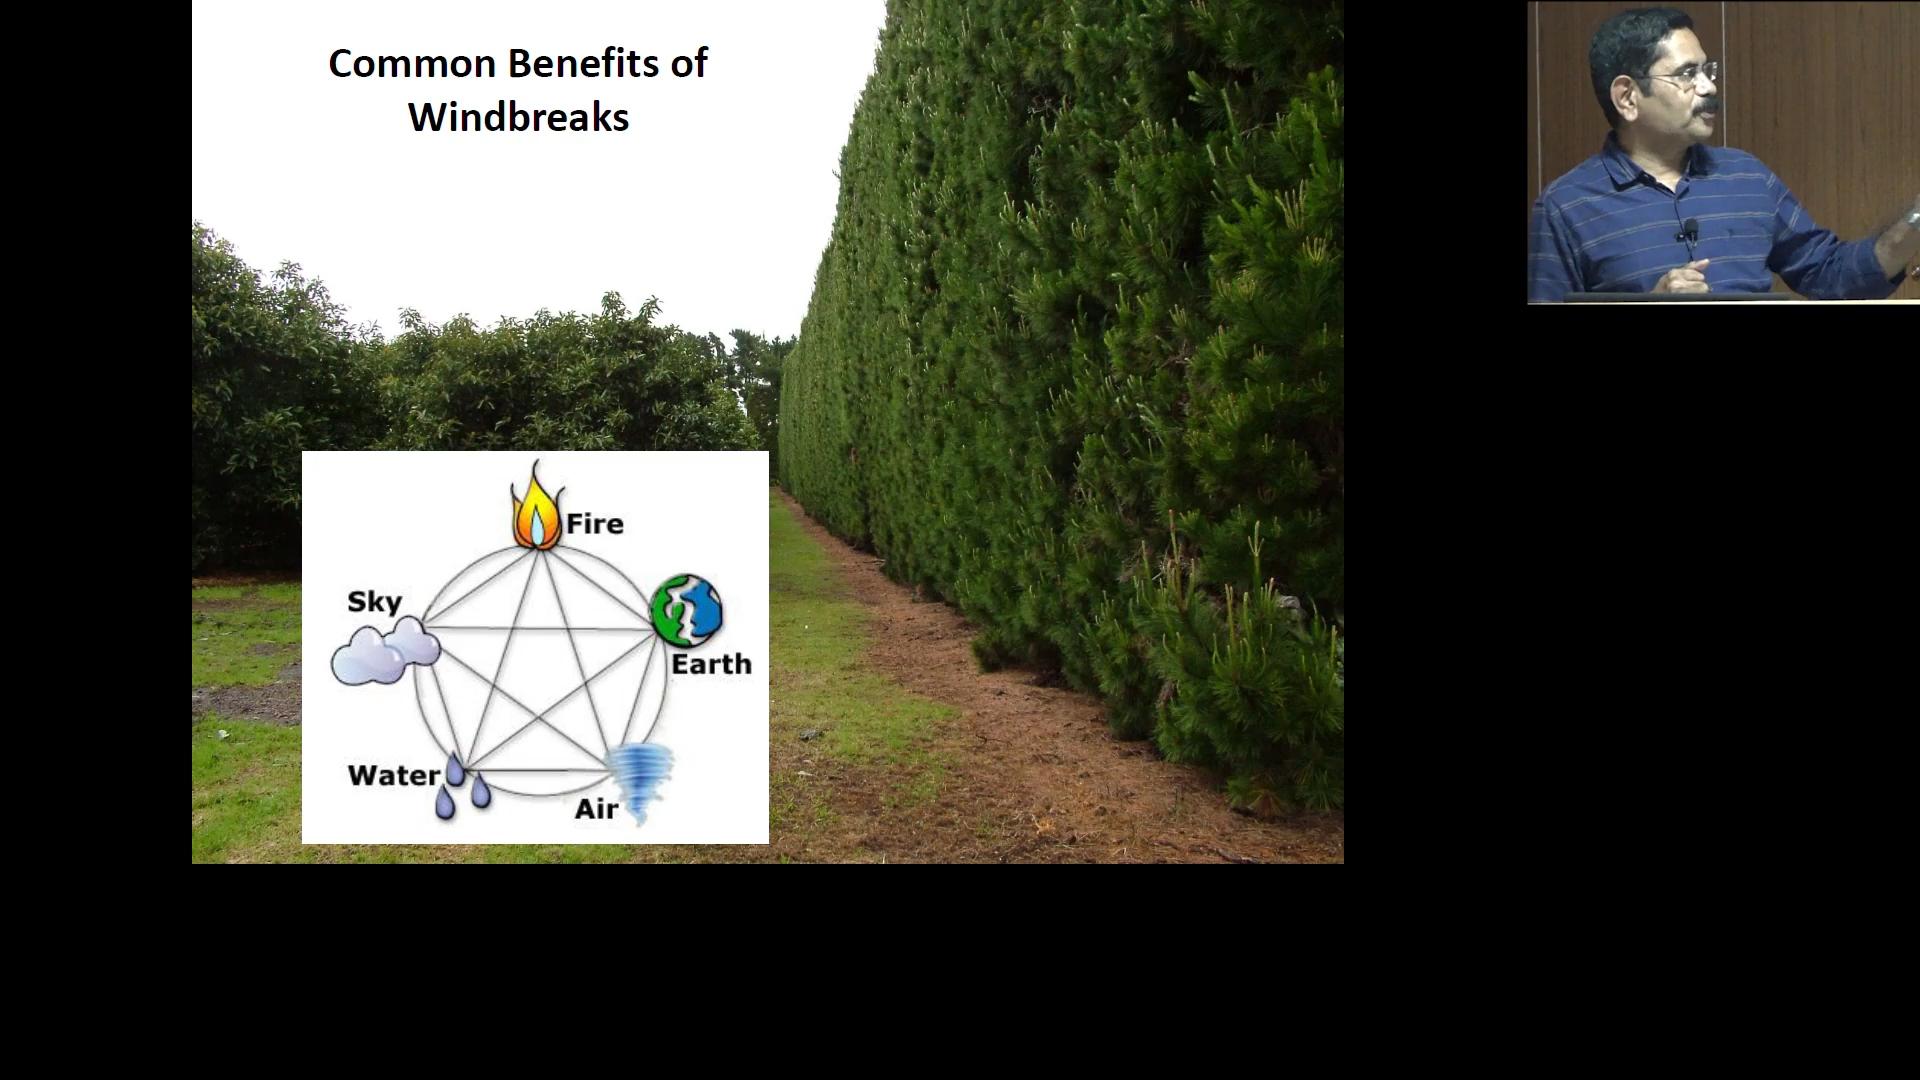 Common Benefits of
Windbreaks
Fire
Sky
Earth
Water
Air